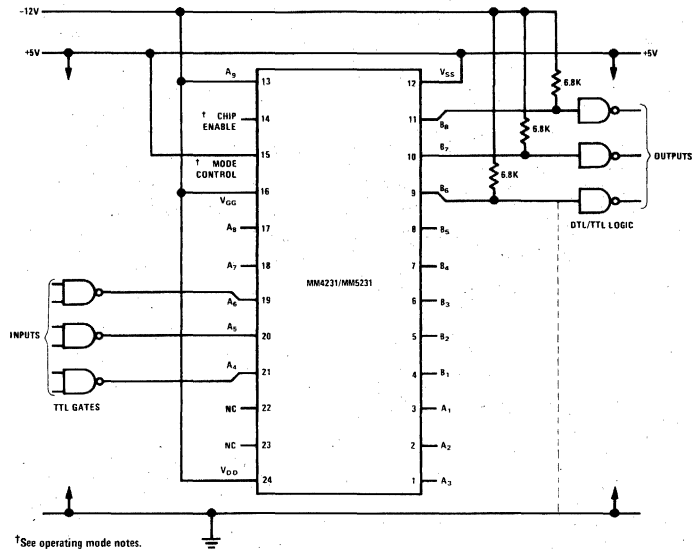 -12V
+5V
+5V
A9
13
VSS
12
6.8K
† CHIP
ENABLE
14
11
B8
6.8K
15
† MODE
CONTROL
10
B7
OUTPUTS
16
VGG
9
B6
6.8K
DTL/TTL LOGIC
A8
17
8
B5
A7
18
7
B4
MM4231/MM5231
A6
19
6
B3
INPUTS
A5
20
5
B2
A4
21
4
B1
TTL GATES
NC
22
3
A1
NC
23
2
A2
VDD
24
1
A3
†See operating mode notes.